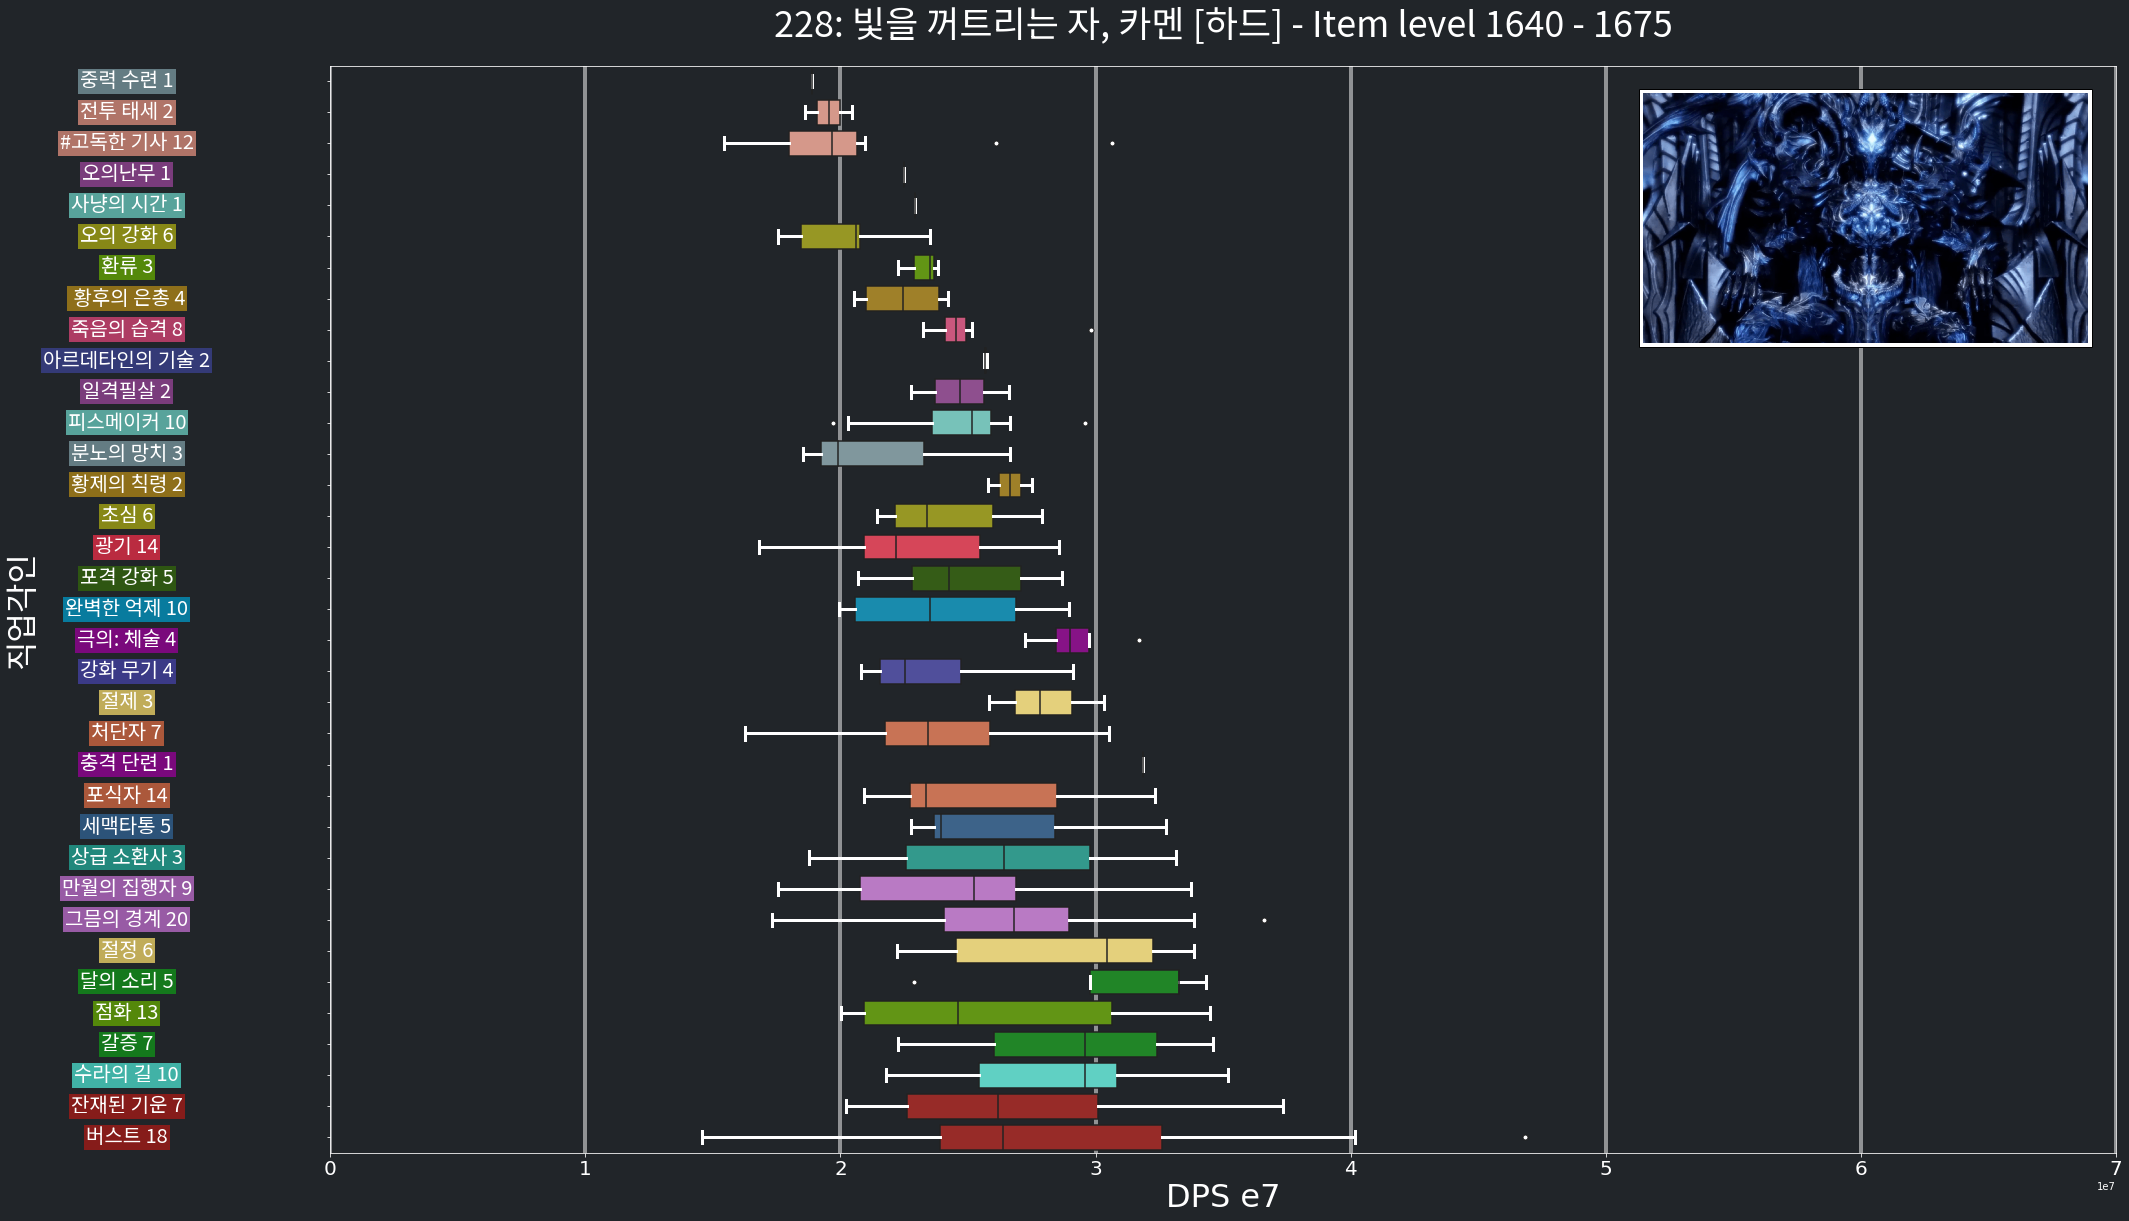 228: 빛을 꺼트리는 자, 카멘 [하드] - Item level 1640 - 1675
중력 수련 1
전투 태세 2
#고독한 기사 12
오의난무 1
사냥의 시간 1
오의 강화 6
환류 3
황후의 은총 4
죽음의 습격 8
아르데타인의 기술 2
일격필살 2
피스메이커 10
분노의 망치 3
황제의 칙령 2
초심 6
광기 14
포격 강화 5
완벽한 억제 10
극의: 체술 4
강화 무기 4
절제 3
처단자 7
충격 단련 1
포식자 14
세맥타통 5
상급 소환사 3
만월의 집행자 9
그믐의 경계 20
절정 6
달의 소리 5
점화 13
갈증 7
수라의 길 10
잔재된 기운 7
버스트 18
직업각인
0 1 2 3 4 5 6 7
1e7
DPS e7